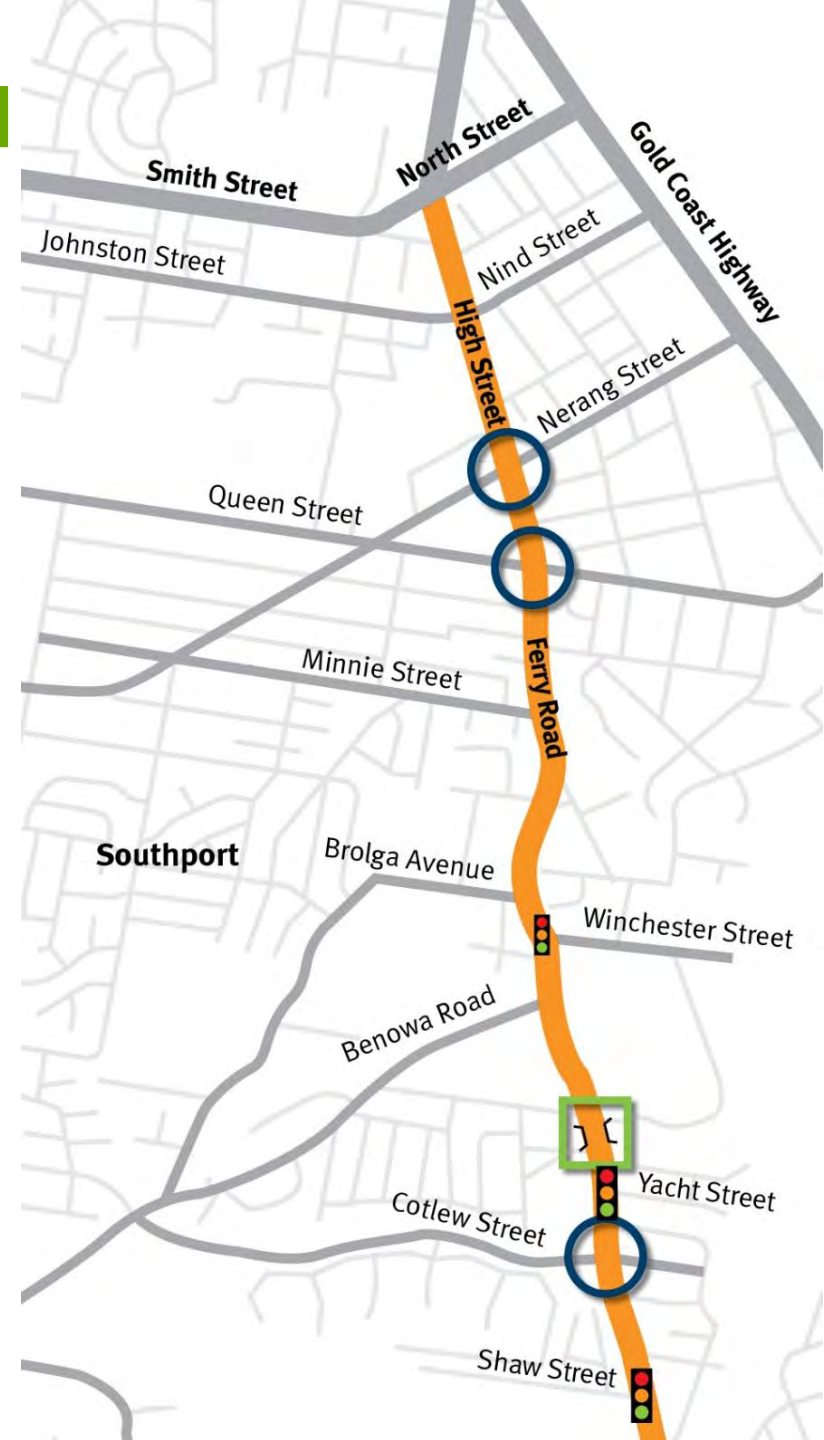 North Street
Gold Coast Highway
Smith Street
Nind Street
Johnston Street
High Street
Nerang Street
Queen Street
Ferry Road
Minnie Street
Southport
Brolga Avenue
Winchester Street
Benowa Road
Yacht Street
Cotlew Street
Shaw Street